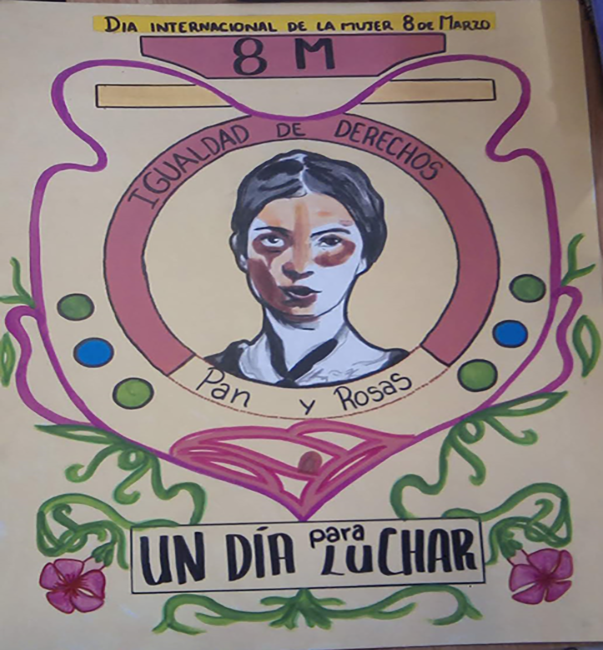 DIA INTERNACIONAL DE LA MUJER 8 DE MARZO
8 M
IGUALDAD DE DERECHOS
Pan y Rosas
UN DÍA para LUCHAR